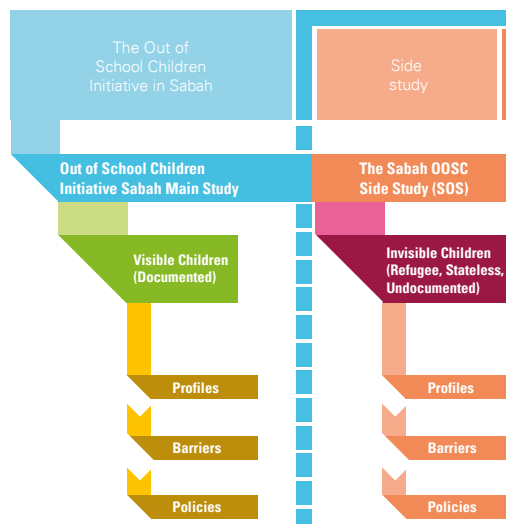 The Out of
School Children
Initiative in Sabah
Side
study
Out of School Children
Initiative Sabah Main Study
The Sabah OOSC
Side Study (SOS)
Visible Children
(Documented)
Invisible Children
(Refugee, Stateless,
Undocumented)
Profiles
Profiles
Barriers
Barriers
Policies
Policies